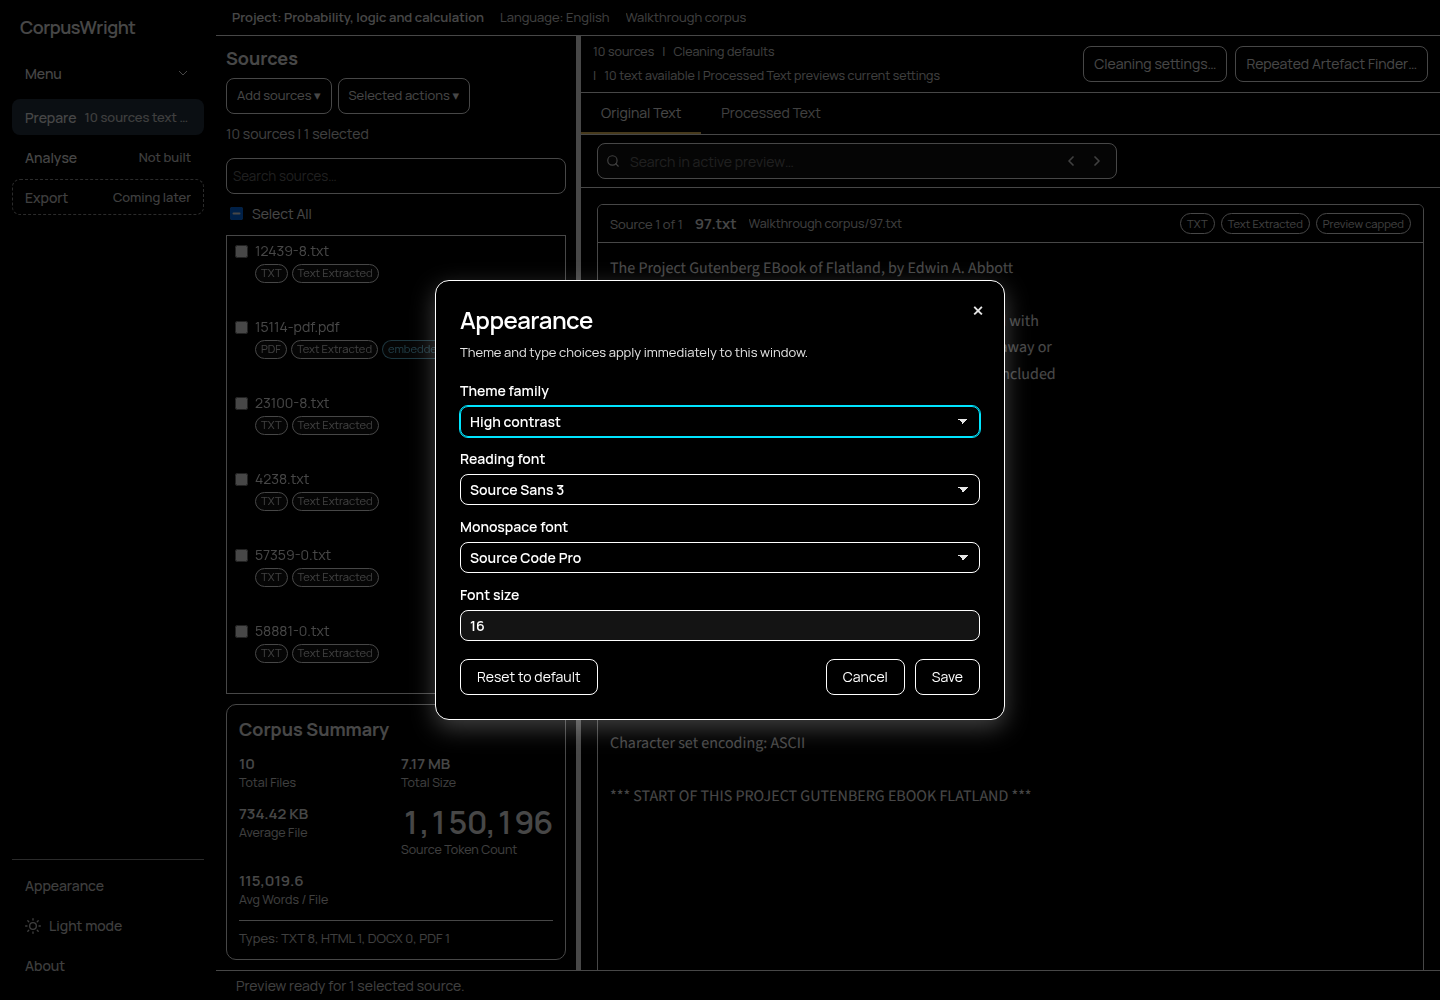 CorpusWright
Menu
Prepare 10 sources text ...
Analyse Not built
Export Coming later
Appearance
Light mode
About
Project: Probability, logic and calculation Language: English Walkthrough corpus
Sources
Add sources ▾ Selected actions ▾
10 sources | 1 selected
Search sources...
Select All
12439-8.txt
TXT Text Extracted
15114-pdf.pdf
PDF Text Extracted
23100-8.txt
TXT Text Extracted
4238.txt
TXT Text Extracted
57359-0.txt
TXT Text Extracted
58881-0.txt
TXT Text Extracted
Corpus Summary
10 7.17 MB
Total Files Total Size
734.42 KB 1,150,196
Average File Source Token Count
115,019.6
Avg Words / File
Types: TXT 8, HTML 1, DOCX 0, PDF 1
10 sources | Cleaning defaults
| 10 text available | Processed Text previews current settings
Cleaning settings... Repeated Artefact Finder...
Original Text Processed Text
Search in active preview...
Source 1 of 1 97.txt Walkthrough corpus/97.txt TXT Text Extracted Preview capped
The Project Gutenberg EBook of Flatland, by Edwin A. Abbott
with
or
Character set encoding: ASCII
*** START OF THIS PROJECT GUTENBERG EBOOK FLATLAND ***
Preview ready for 1 selected source.
Appearance ×
Theme and type choices apply immediately to this window.
Theme family
High contrast
Reading font
Source Sans 3
Monospace font
Source Code Pro
Font size
16
Reset to default Cancel Save